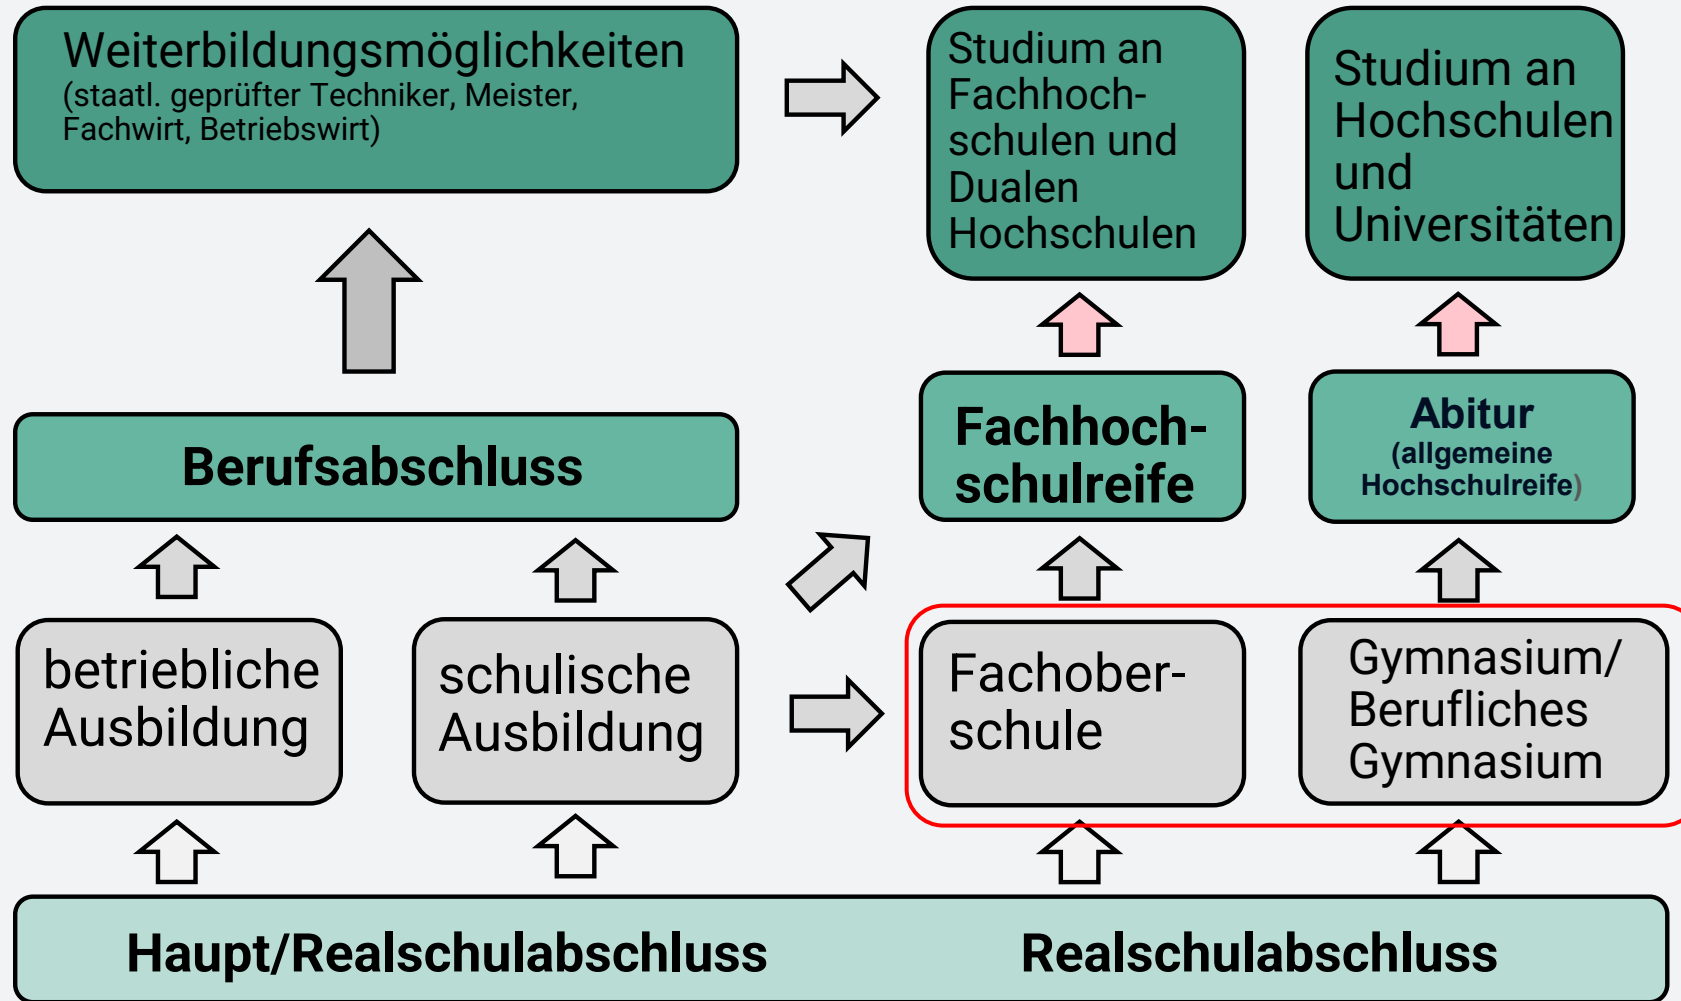 Weiterbildungsmöglichkeiten
(staatl. geprüfter Techniker, Meister,
Fachwirt, Betriebswirt)
Studium an
Fachhoch-
schulen und
Dualen
Hochschulen
Studium an
Hochschulen
und
Universitäten
Berufsabschluss
Fachhoch-
schulreife
Abitur
(allgemeine
Hochschulreife)
betriebliche
Ausbildung
schulische
Ausbildung
Fachober-
schule
Gymnasium/
Berufliches
Gymnasium
Haupt/Realschulabschluss
Realschulabschluss